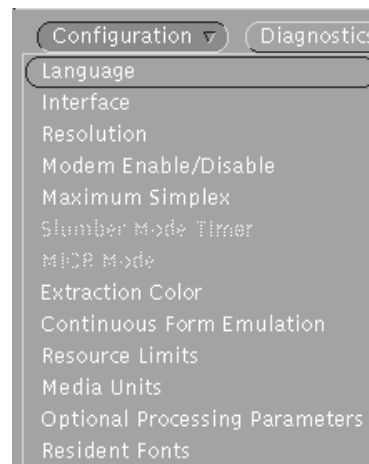 Configuration Diagnostics
Language
Interface
Resolution
Modem Enable/Disable
Maximum Simplex
Slumber Mode Timer
MICR Mode
Extraction Color
Continuous Form Emulation
Resource Limits
Media Units
Optional Processing Parameters
Resident Fonts